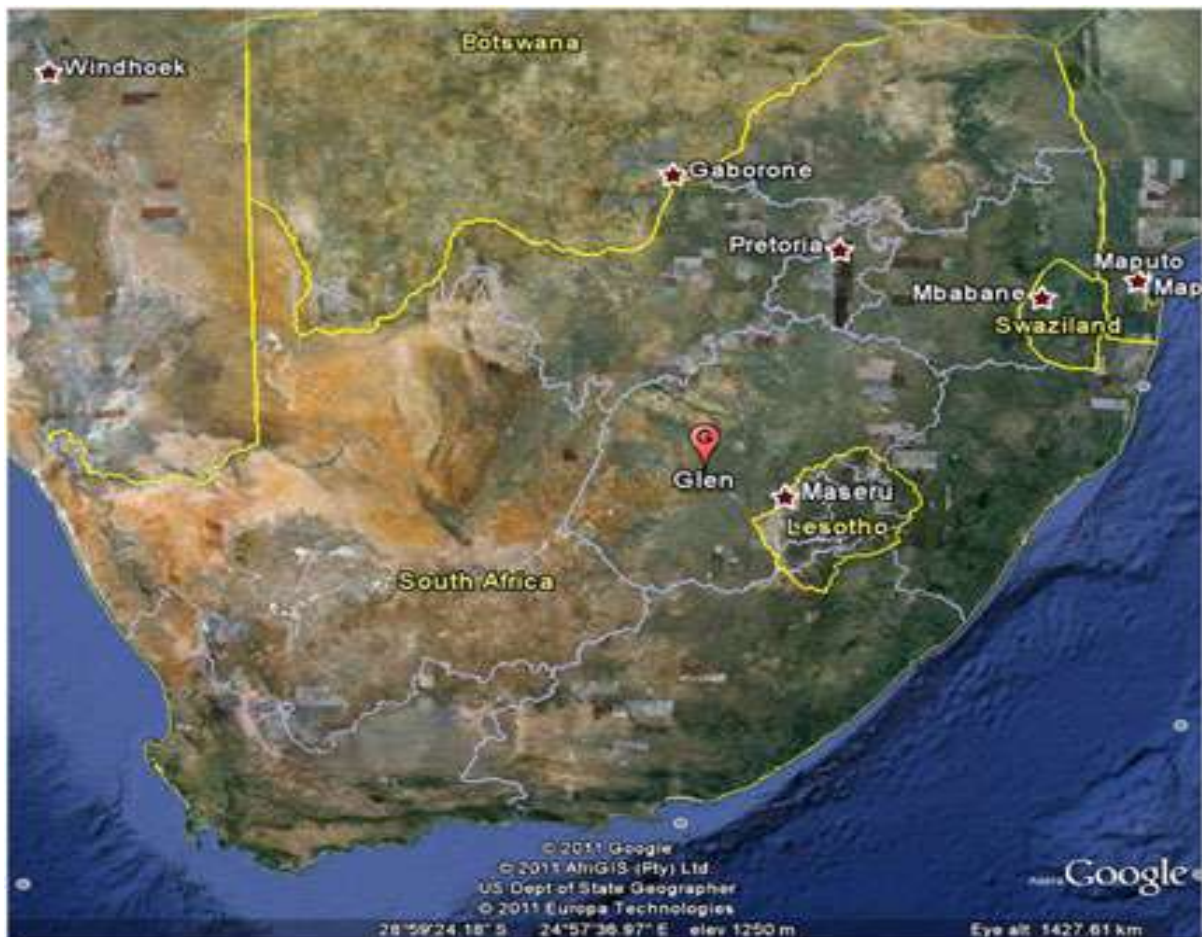 Botswana
Windhoek
Gaborone
Pretoria
Maputo
Map
Mbabane
Swaziland
G
Glen
Maseru
Lesotho
South Africa
© 2011 Google
© 2011 AfriGIS (Pty) Ltd
US Dept of State Geographer
© 2011 Europa Technologies
Google
28°59'24.18" S 24°57'36.97" E elev 1250 m
Eye alt 1427.61 km